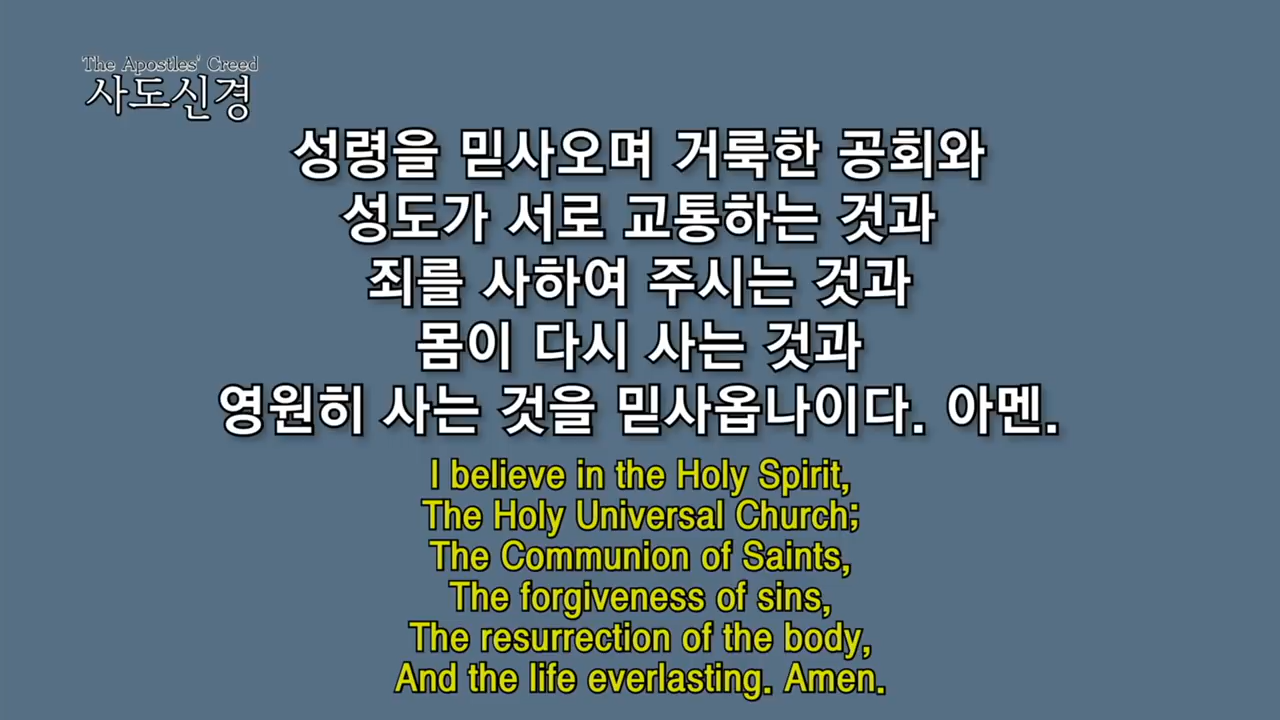 The Apostles' Creed
사도신경
성령을 믿사오며 거룩한 공회와
성도가 서로 교통하는 것과
죄를 사하여 주시는 것과
몸이 다시 사는 것과
영원히 사는 것을 믿사옵나이다. 아멘.
I believe in the Holy Spirit,
The Holy Universal Church;
The Communion of Saints,
The forgiveness of sins,
The resurrection of the body,
And the life everlasting. Amen.